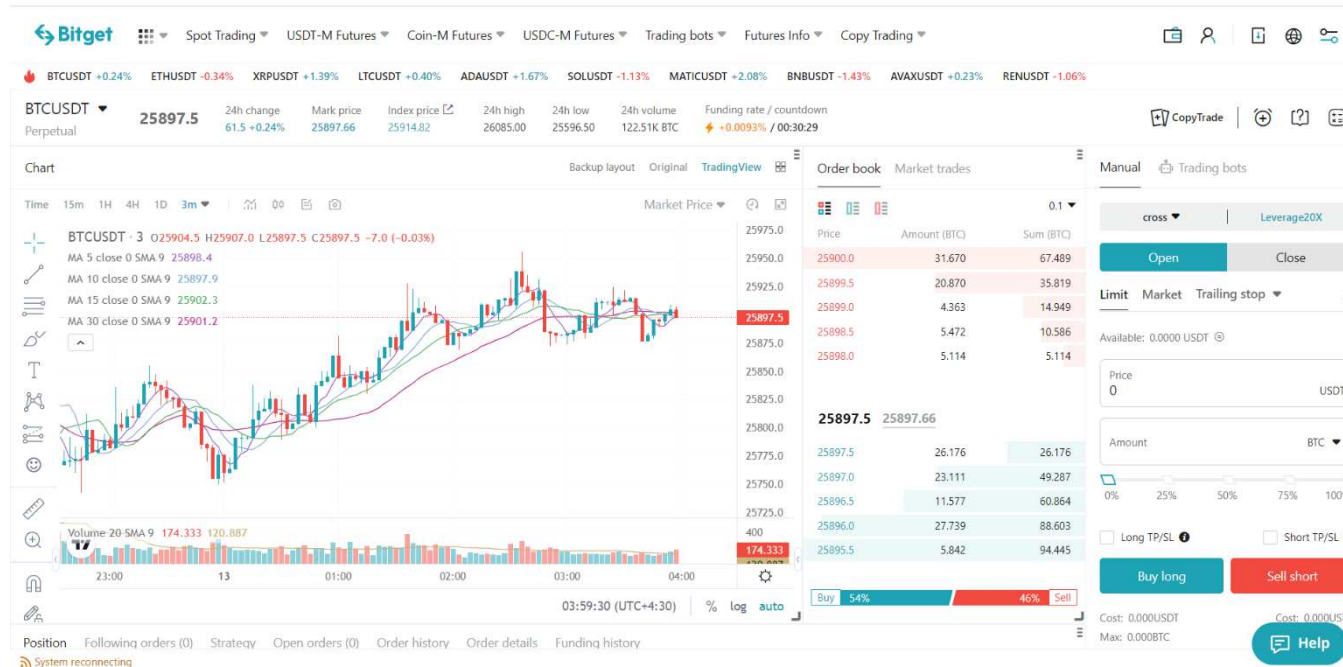 Bitget Spot Trading USDT-M Futures Coin-M Futures USDC-M Futures Trading bots Futures Info Copy Trading
BTCUSDT +0.24% ETHUSDT -0.34% XRPUSDT +1.39% LTCUSDT +0.40% ADAUSDT +1.67% SOLUSDT -1.13% MATICUSDT +2.08% BNBUSDT -1.43% AVAXUSDT +0.23% RENUSDT -1.06%
BTCUSDT
Perpetual
25897.5
24h change
61.5 +0.24%
Mark price
25897.66
Index price
25914.82
24h high
26085.00
24h low
25596.50
24h volume
122.51K BTC
Funding rate / countdown
+0.0093% / 00:30:29
CopyTrade
Chart
Backup layout Original TradingView
Time 15m 1H 4H 1D 3m
Market Price
BTCUSDT · 3 O25904.5 H25907.0 L25897.5 C25897.5 -7.0 (-0.03%)
MA 5 close 0 SMA 9 25898.4
MA 10 close 0 SMA 9 25897.9
MA 15 close 0 SMA 9 25902.3
MA 30 close 0 SMA 9 25901.2
25975.0
25950.0
25925.0
25897.5
25875.0
25850.0
25825.0
25800.0
25775.0
25750.0
25725.0
Volume 20 SMA 9 174.333 120.887
400
174.333
23:00 13 01:00 02:00 03:00 04:00
03:59:30 (UTC+4:30) % log auto
Order book Market trades
0.1
Price Amount (BTC) Sum (BTC)
25900.0 31.670 67.489
25899.5 20.870 35.819
25899.0 4.363 14.949
25898.5 5.472 10.586
25898.0 5.114 5.114
25897.5 25897.66
25897.5 26.176 26.176
25897.0 23.111 49.287
25896.5 11.577 60.864
25896.0 27.739 88.603
25895.5 5.842 94.445
Buy 54% 46% Sell
Manual Trading bots
cross Leverage20X
Open Close
Limit Market Trailing stop
Available: 0.0000 USDT
Price
0 USDT
Amount BTC
0% 25% 50% 75% 100
Long TP/SL Short TP/SL
Buy long Sell short
Cost: 0.000USDT Cost: 0.000US
Max: 0.000BTC
Help
Position Following orders (0) Strategy Open orders (0) Order history Order details Funding history
System reconnecting